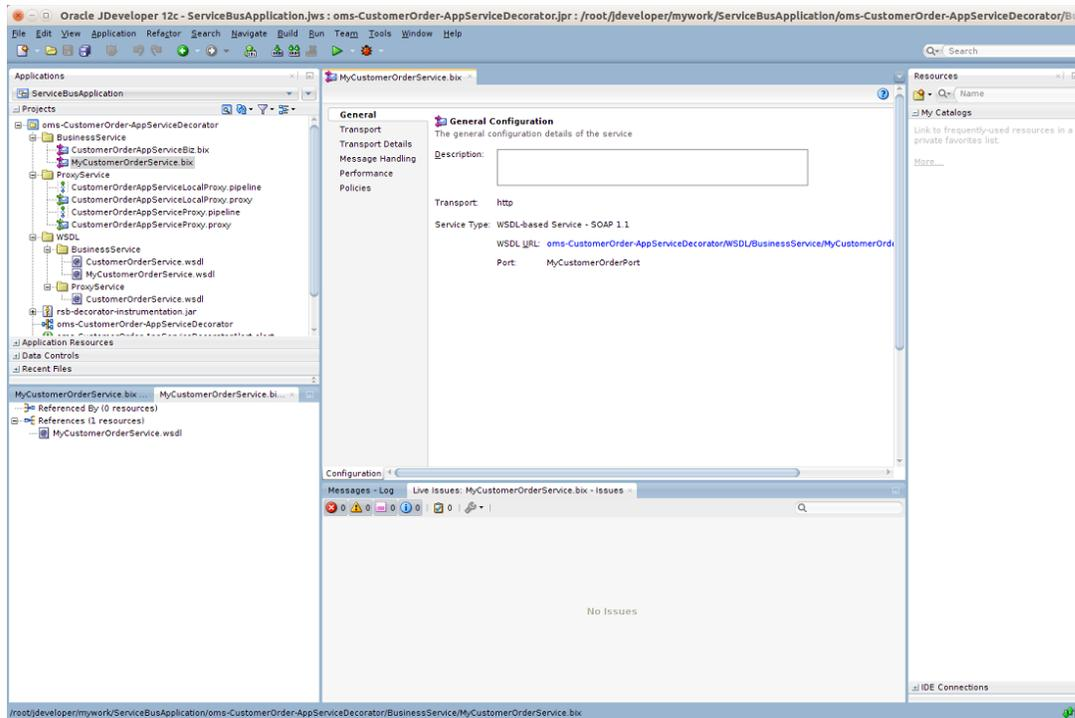 Oracle JDeveloper 12c - ServiceBusApplication.jws : oms-CustomerOrder-AppServiceDecorator.jpr : /root/jdeveloper/mywork/ServiceBusApplication/oms-CustomerOrder-AppServiceDecorator/B
File Edit View Application Refactor Search Navigate Build Run Team Tools Window Help
Search
Applications
ServiceBusApplication
Projects
oms-CustomerOrder-AppServiceDecorator
BusinessService
CustomerOrderAppServiceBiz.bix
MyCustomerOrderService.bix
ProxyService
CustomerOrderAppServiceLocalProxy.pipeline
CustomerOrderAppServiceLocalProxy.proxy
CustomerOrderAppServiceProxy.pipeline
CustomerOrderAppServiceProxy.proxy
WSDL
BusinessService
CustomerOrderService.wsdl
MyCustomerOrderService.wsdl
ProxyService
CustomerOrderService.wsdl
rsb-decorator-instrumentation.jar
oms-CustomerOrder-AppServiceDecorator
Application Resources
Data Controls
Recent Files
MyCustomerOrderService.bix ... MyCustomerOrderService.bi...
Referenced By (0 resources)
References (1 resources)
MyCustomerOrderService.wsdl
MyCustomerOrderService.bix
General
Transport
Transport Details
Message Handling
Performance
Policies
General Configuration
The general configuration details of the service
Description:
Transport: http
Service Type: WSDL-based Service - SOAP 1.1
WSDL URL: oms-CustomerOrder-AppServiceDecorator/WSDL/BusinessService/MyCustomerOrde
Port: MyCustomerOrderPort
Configuration
Messages - Log Live Issues: MyCustomerOrderService.bix - Issues
0 0 0 0 0
No Issues
Resources
Name
My Catalogs
Link to frequently-used resources in a
private favorites list.
More...
IDE Connections
/root/jdeveloper/mywork/ServiceBusApplication/oms-CustomerOrder-AppServiceDecorator/BusinessService/MyCustomerOrderService.bix